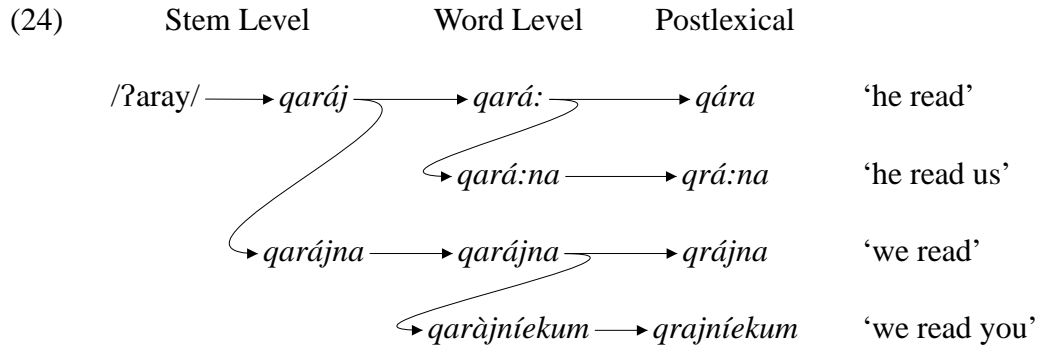 (24) Stem Level Word Level Postlexical
/ʔaray/ qaráj qará: qára ‘he read’
qará:na qrá:na ‘he read us’
qarájna qarájna qrájna ‘we read’
qaràjníekum qrajníekum ‘we read you’